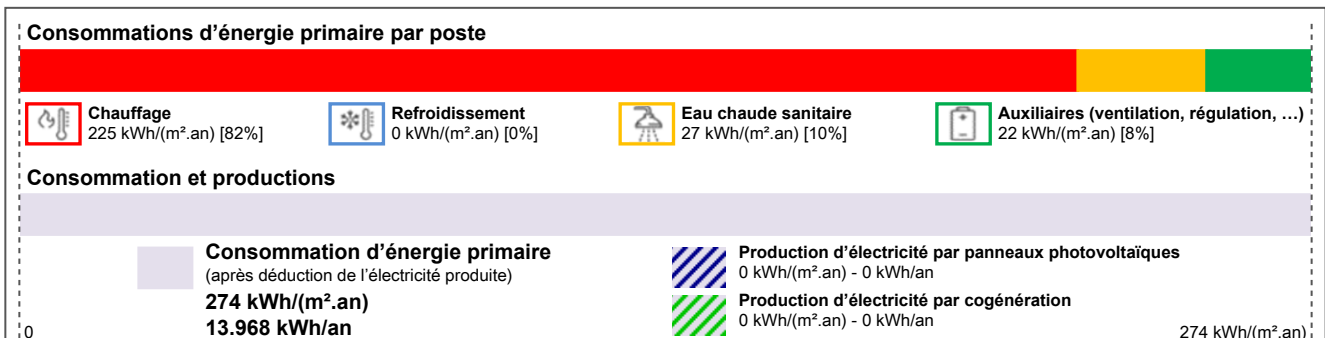 Consommations d'énergie primaire par poste
Chauffage
225 kWh/(m².an) [82%]
Refroidissement
0 kWh/(m².an) [0%]
Eau chaude sanitaire
27 kWh/(m².an) [10%]
Auxiliaires (ventilation, régulation, …)
22 kWh/(m².an) [8%]
Consommation et productions
Consommation d'énergie primaire
(après déduction de l'électricité produite)
274 kWh/(m².an)
13.968 kWh/an
Production d'électricité par panneaux photovoltaïques
0 kWh/(m².an) - 0 kWh/an
Production d'électricité par cogénération
0 kWh/(m².an) - 0 kWh/an
0
274 kWh/(m².an)